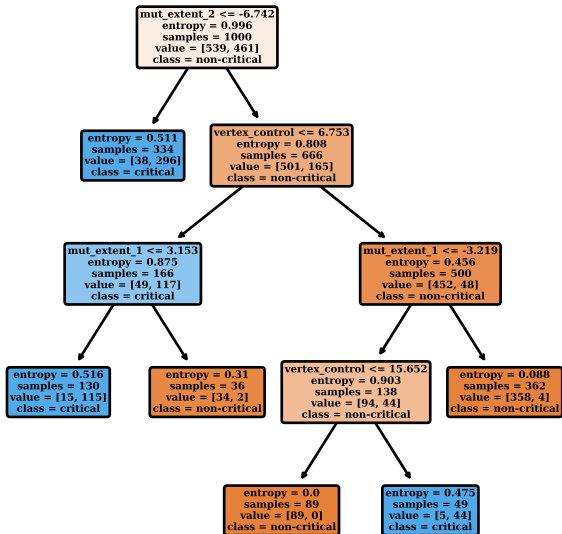 mut_extent_2 <= -6.742
entropy = 0.996
samples = 1000
value = [539, 461]
class = non-critical
entropy = 0.511
samples = 334
value = [38, 296]
class = critical
vertex_control <= 6.753
entropy = 0.808
samples = 666
value = [501, 165]
class = non-critical
mut_extent_1 <= 3.153
entropy = 0.875
samples = 166
value = [49, 117]
class = critical
mut_extent_1 <= -3.219
entropy = 0.456
samples = 500
value = [452, 48]
class = non-critical
entropy = 0.516
samples = 130
value = [15, 115]
class = critical
entropy = 0.31
samples = 36
value = [34, 2]
class = non-critical
vertex_control <= 15.652
entropy = 0.903
samples = 138
value = [94, 44]
class = non-critical
entropy = 0.088
samples = 362
value = [358, 4]
class = non-critical
entropy = 0.0
samples = 89
value = [89, 0]
class = non-critical
entropy = 0.475
samples = 49
value = [5, 44]
class = critical